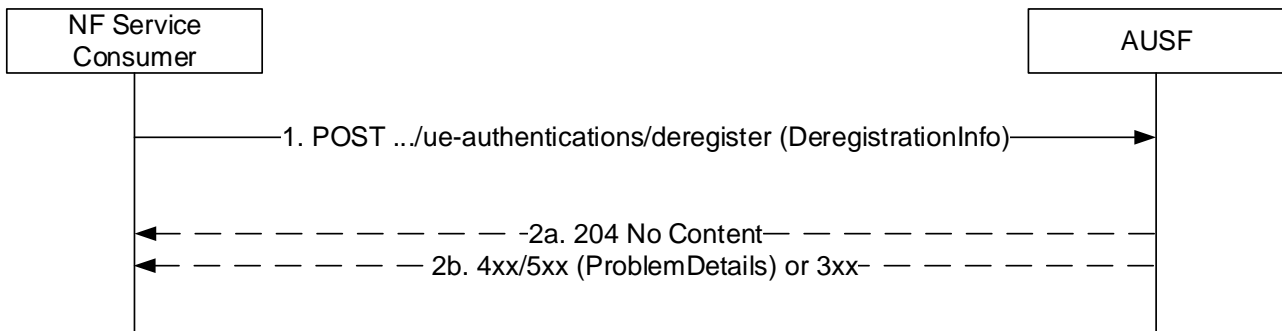 NF Service
Consumer
AUSF
1. POST .../ue-authentications/deregister (DeregistrationInfo)
2a. 204 No Content
2b. 4xx/5xx (ProblemDetails) or 3xx